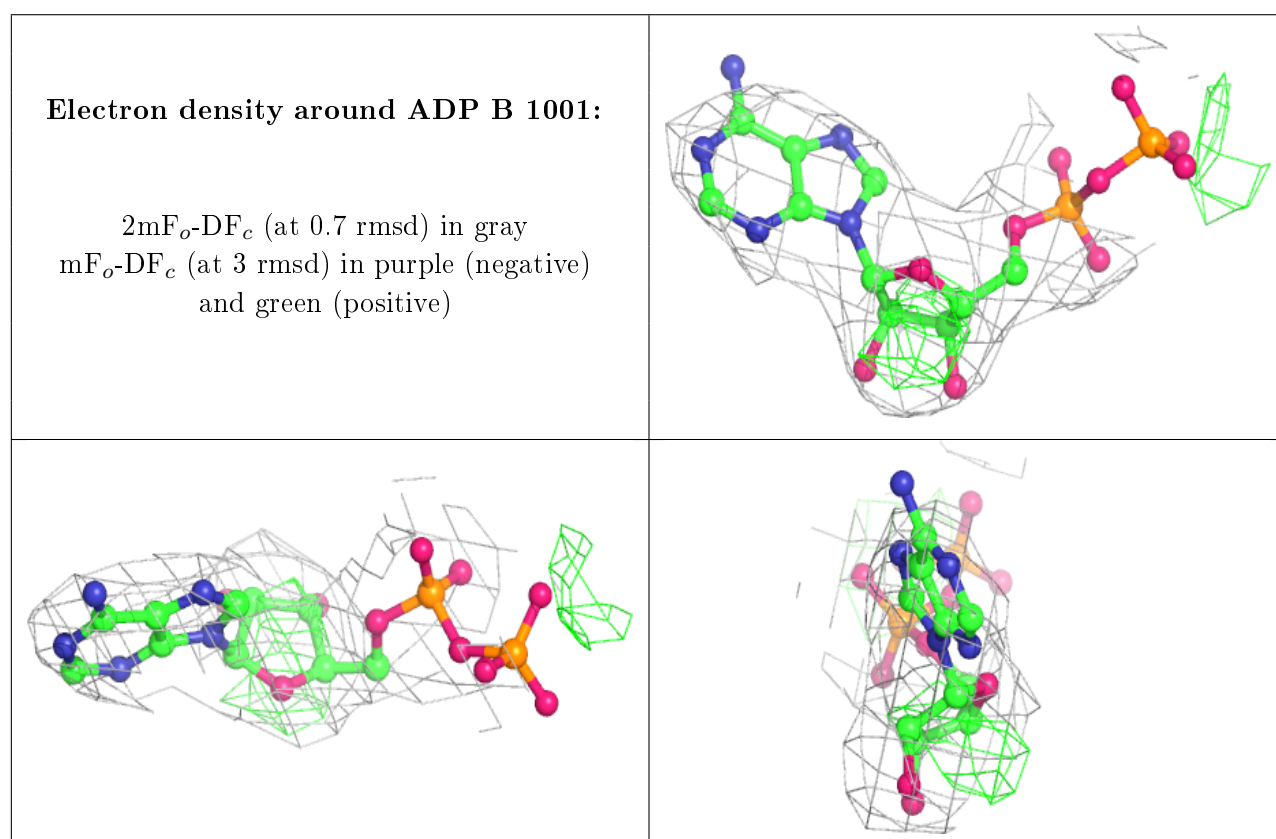 Electron density around ADP B 1001:
2mFₒ-DF𝒸 (at 0.7 rmsd) in gray
mFₒ-DF𝒸 (at 3 rmsd) in purple (negative)
and green (positive)